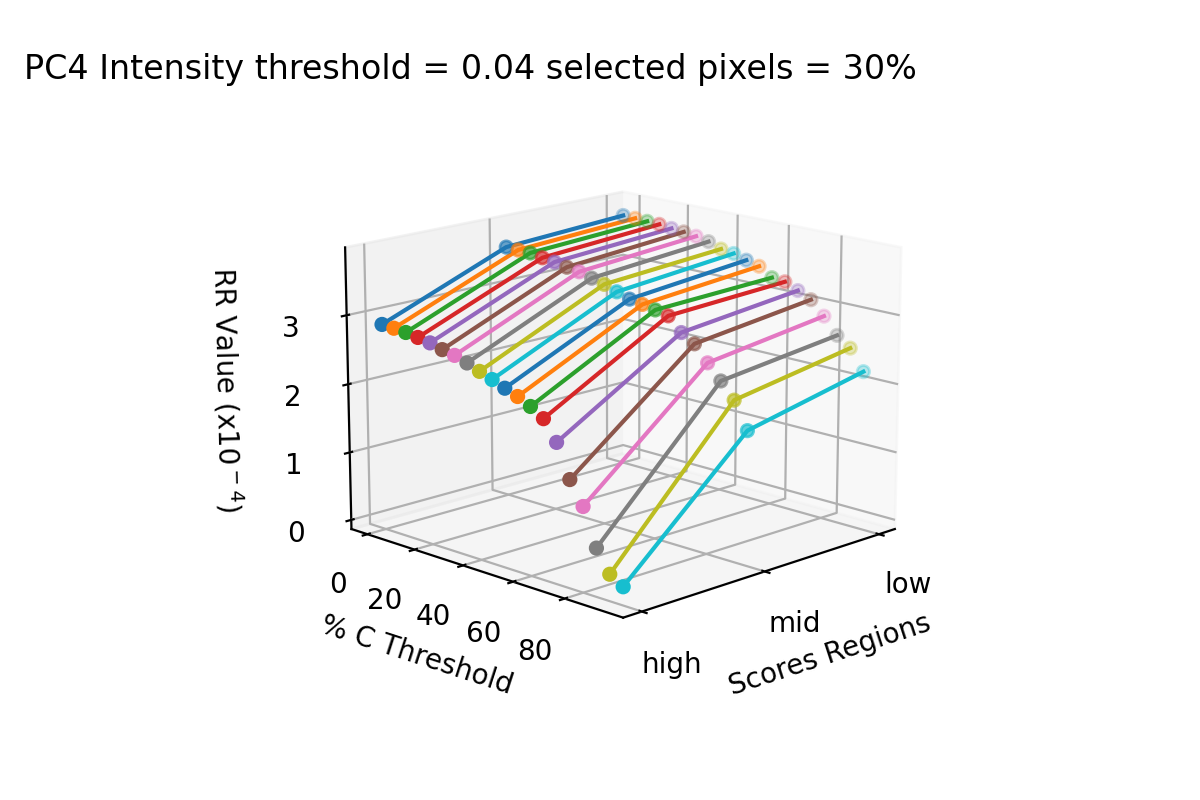 PC4 Intensity threshold = 0.04 selected pixels = 30%
RR Value (x10⁻⁴)
3
2
1
0
0
20
40
60
80
% C Threshold
high
mid
low
Scores Regions